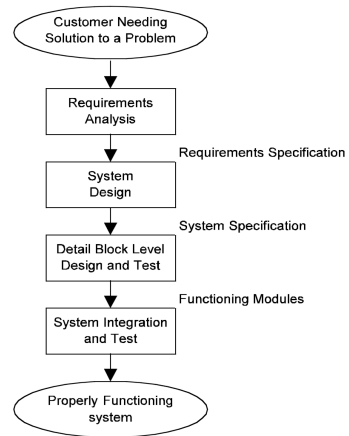 Customer Needing
Solution to a Problem
Requirements
Analysis
Requirements Specification
System
Design
System Specification
Detail Block Level
Design and Test
Functioning Modules
System Integration
and Test
Properly Functioning
system